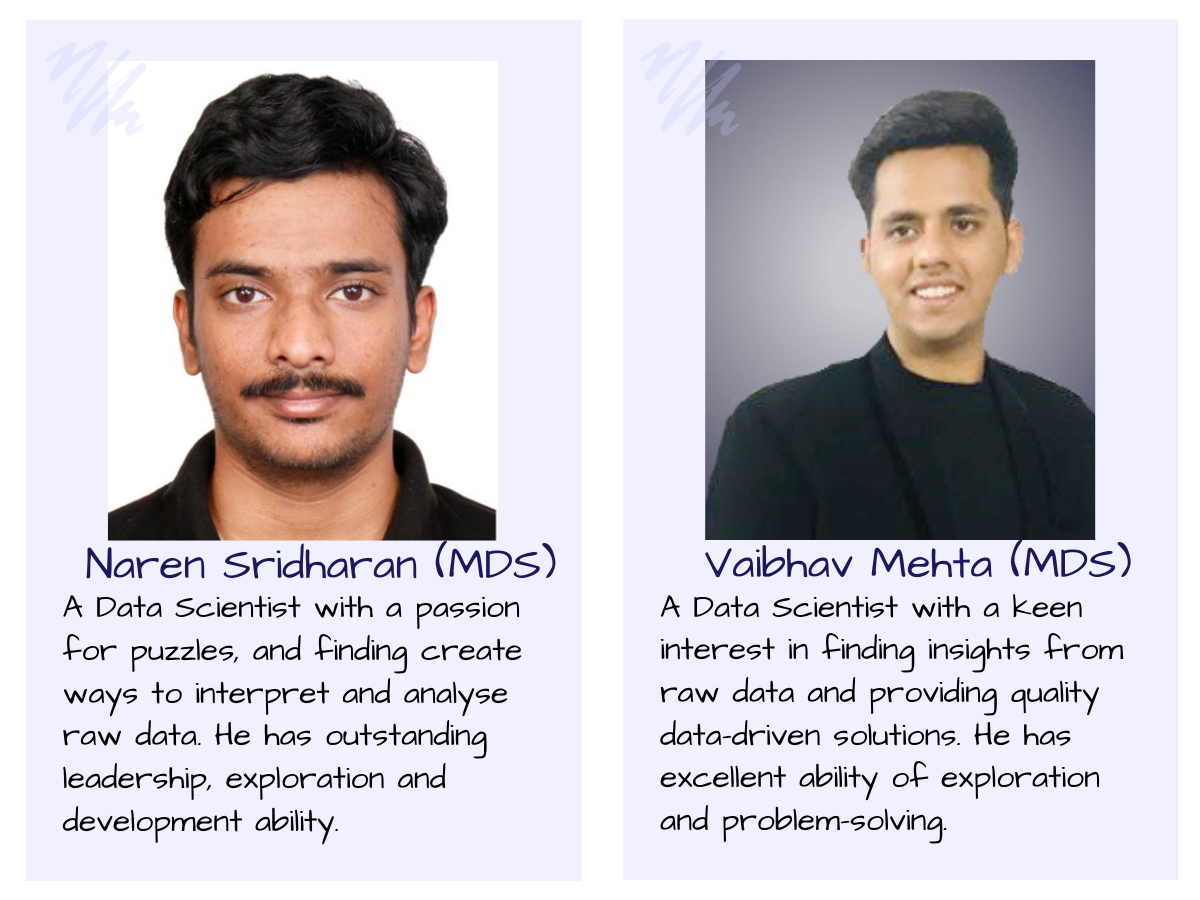 Naren Sridharan (MDS)
A Data Scientist with a passion
for puzzles, and finding create
ways to interpret and analyse
raw data. He has outstanding
leadership, exploration and
development ability.
Vaibhav Mehta (MDS)
A Data Scientist with a keen
interest in finding insights from
raw data and providing quality
data-driven solutions. He has
excellent ability of exploration
and problem-solving.